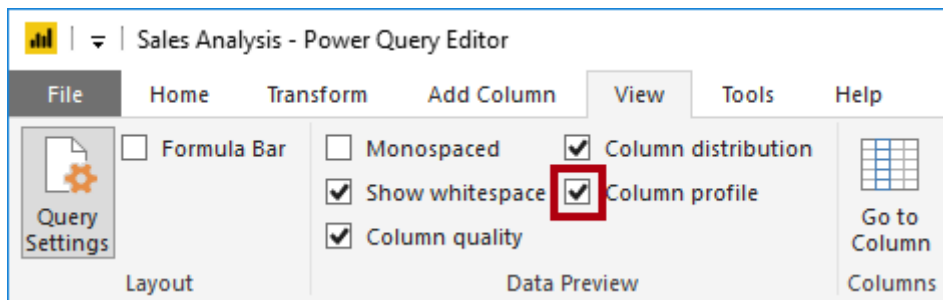 Sales Analysis - Power Query Editor
File Home Transform Add Column View Tools Help
Formula Bar Monospaced Column distribution
Show whitespace Column profile
Query Settings Column quality Go to Column
Layout Data Preview Columns